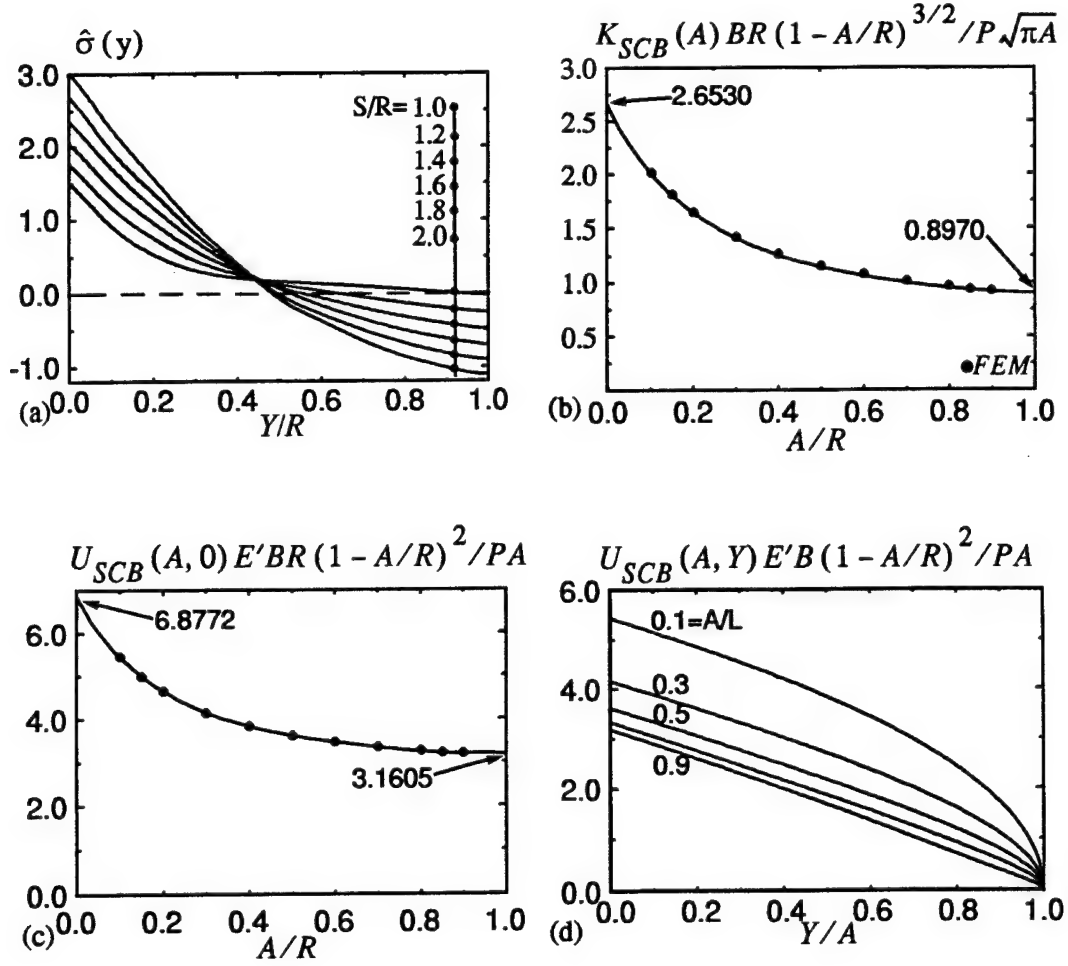 σ̂(y)
3.0
2.0
1.0
0.0
-1.0
S/R= 1.0
1.2
1.4
1.6
1.8
2.0
(a)
0.0 0.2 0.4 0.6 0.8 1.0
Y/R
K_SCB (A) BR (1 - A/R)^3/2 /P√πA
3.0
2.5
2.0
1.5
1.0
0.5
2.6530
0.8970
FEM
(b)
0.0 0.2 0.4 0.6 0.8 1.0
A/R
U_SCB (A, 0) E'BR (1 - A/R)^2 /PA
6.0
4.0
2.0
0.0
6.8772
3.1605
(c)
0.0 0.2 0.4 0.6 0.8 1.0
A/R
U_SCB (A, Y) E'B (1 - A/R)^2 /PA
6.0
4.0
2.0
0.0
0.1=A/L
0.3
0.5
0.9
(d)
0.0 0.2 0.4 0.6 0.8 1.0
Y/A